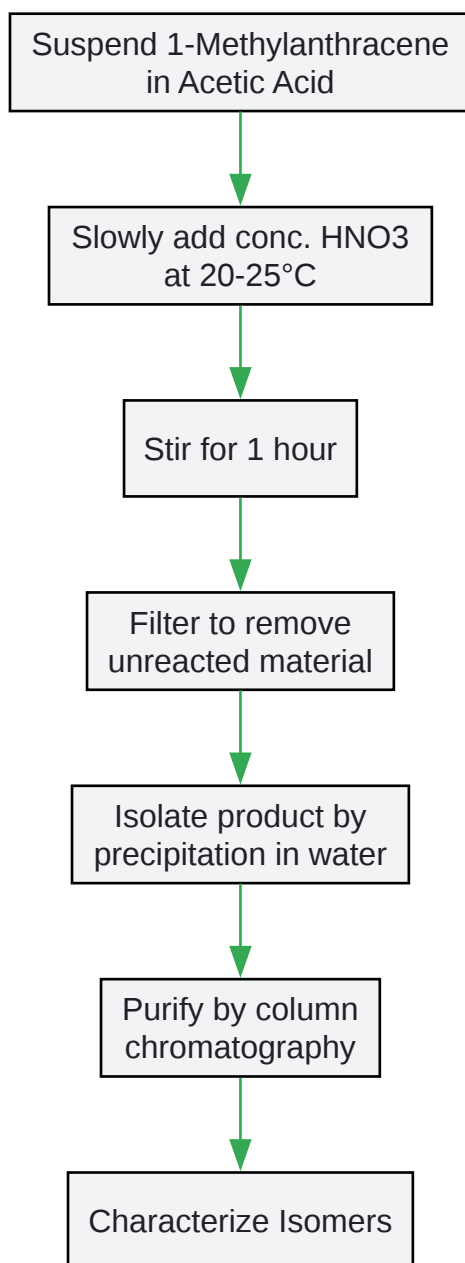 Suspend 1-Methylanthracene
in Acetic Acid
Slowly add conc. HNO3
at 20-25°C
Stir for 1 hour
Filter to remove
unreacted material
Isolate product by
precipitation in water
Purify by column
chromatography
Characterize Isomers